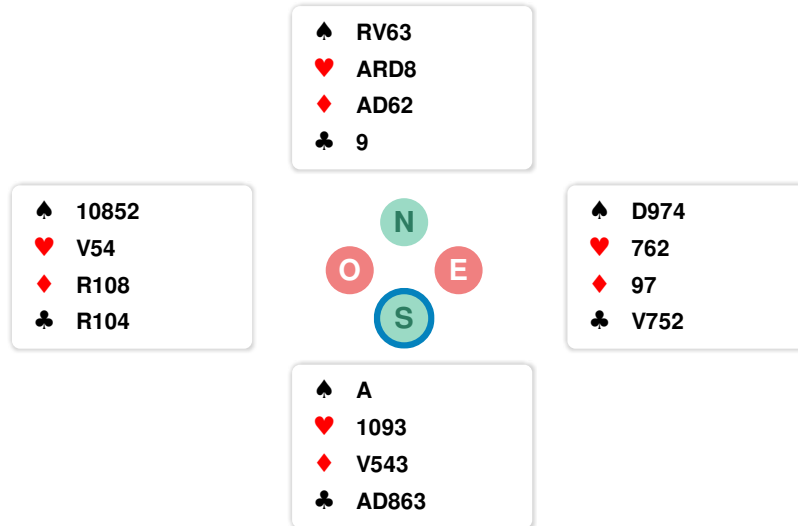 ♠ RV63
♥ ARD8
♦ AD62
♣ 9
♠ 10852
♥ V54
♦ R108
♣ R104
N
O E
S
♠ D974
♥ 762
♦ 97
♣ V752
♠ A
♥ 1093
♦ V543
♣ AD863